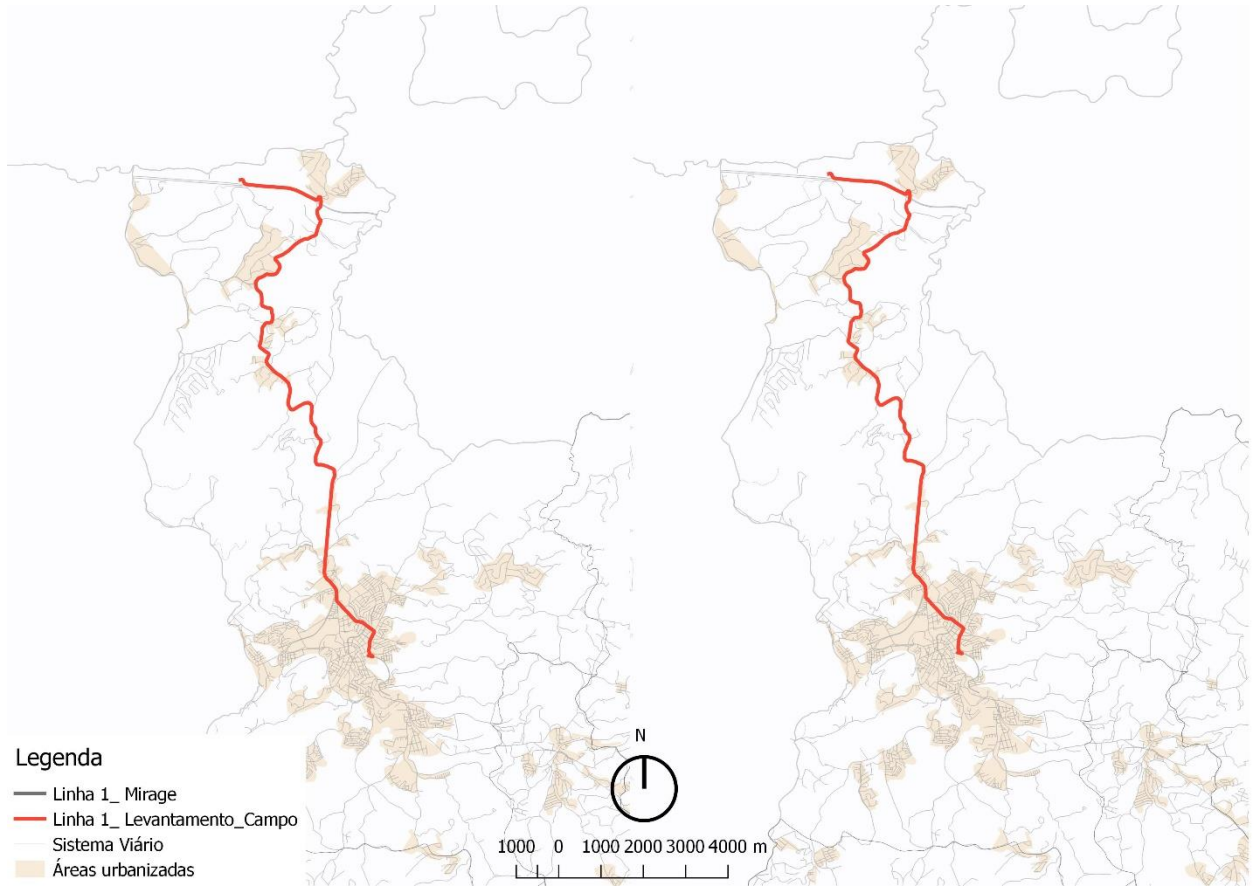 Legenda
Linha 1_ Mirage
Linha 1_ Levantamento_Campo
Sistema Viário
Áreas urbanizadas
N
1000 0 1000 2000 3000 4000 m